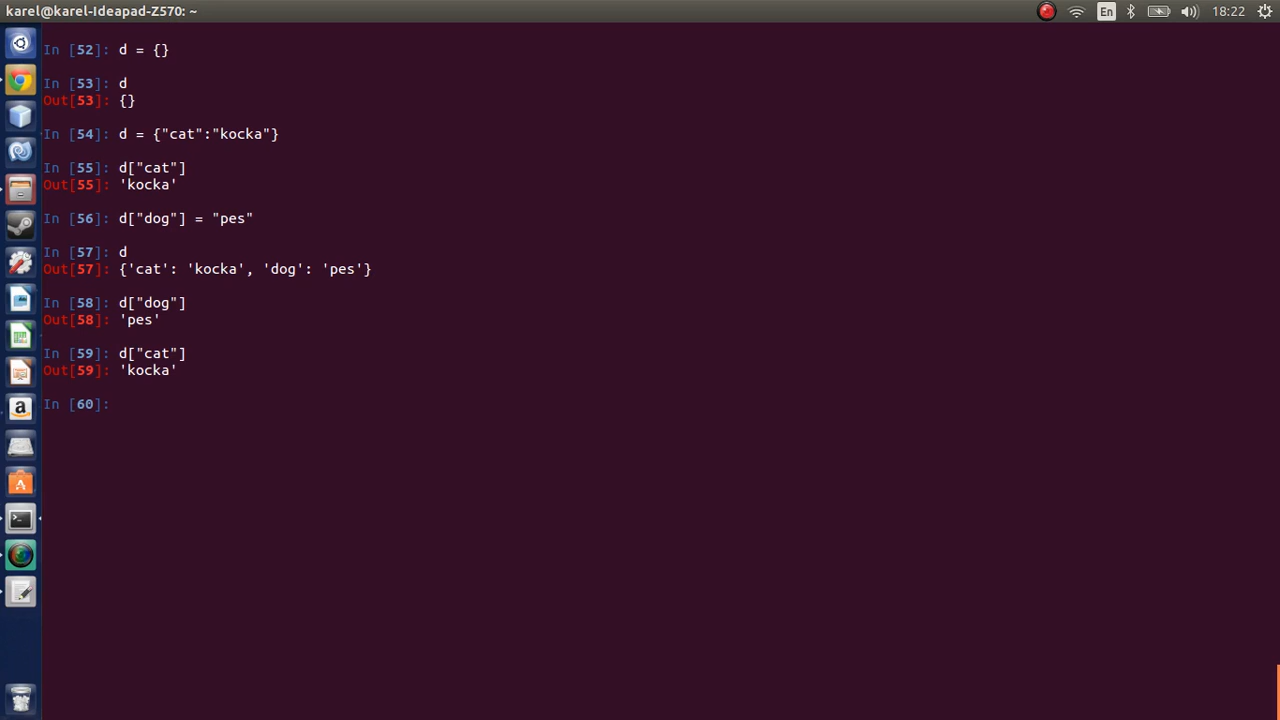 karel@karel-Ideapad-Z570: ~
En
18:22
In [52]: d = {}
In [53]: d
Out[53]: {}
In [54]: d = {"cat":"kocka"}
In [55]: d["cat"]
Out[55]: 'kocka'
In [56]: d["dog"] = "pes"
In [57]: d
Out[57]: {'cat': 'kocka', 'dog': 'pes'}
In [58]: d["dog"]
Out[58]: 'pes'
In [59]: d["cat"]
Out[59]: 'kocka'
In [60]: